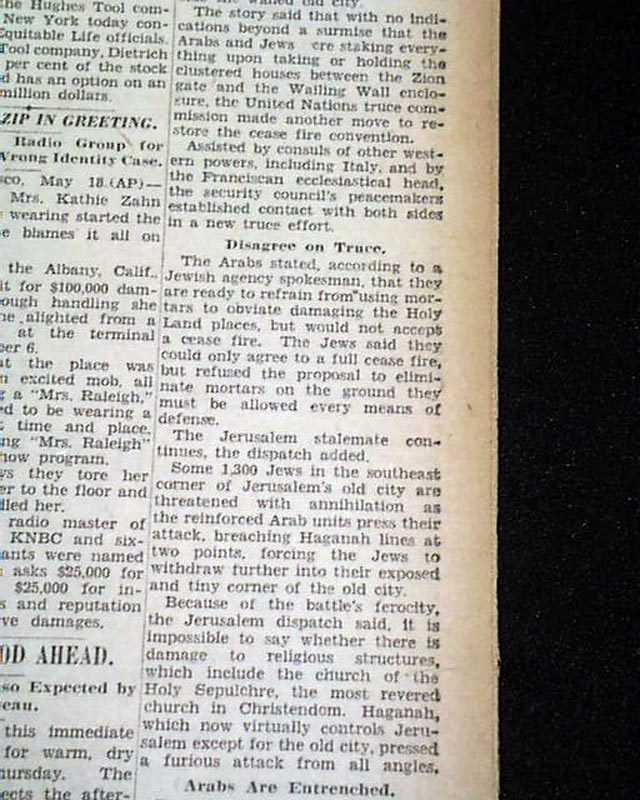 the Hughes Tool com-
New York today con-
Equitable Life officials.
Tool company, Dietrich
per cent of the stock
d has an option on an
million dollars.
ZIP IN GREETING.
Radio Group for
Wrong Identity Case.
sco, May 18.(AP)—
Mrs. Kathie Zahn
wearing started the
e blames it all on
the Albany, Calif.,
it for $100,000 dam-
ough handling she
he alighted from a
at the terminal
ber 6.
at the place was
n excited mob, all
g a "Mrs. Raleigh,"
ed to be wearing a
t time and place.
ng "Mrs. Raleigh"
how program.
ys they tore her
er to the floor and
lled her.
radio master of
KNBC and six-
ants were named
asks $25,000 for
$25,000 for in-
s and reputation
ve damages.
OD AHEAD.
so Expected by
eau.
this immediate
for warm, dry
hursday. The
ects the after-
the walled old city.
The story said that with no indi-
cations beyond a surmise that the
Arabs and Jews ere staking every-
thing upon taking or holding the
clustered houses between the Zion
gate and the Wailing Wall enclo-
sure, the United Nations truce com-
mission made another move to re-
store the cease fire convention.
Assisted by consuls of other west-
ern powers, including Italy, and by
the Franciscan ecclesiastical head,
the security council's peacemakers
established contact with both sides
in a new truce effort.
Disagree on Truce.
The Arabs stated, according to a
Jewish agency spokesman, that they
are ready to refrain from using mor-
tars to obviate damaging the Holy
Land places, but would not accept
a cease fire. The Jews said they
could only agree to a full cease fire,
but refused the proposal to elimi-
nate mortars on the ground they
must be allowed every means of
defense.
The Jerusalem stalemate con-
tinues, the dispatch added.
Some 1,300 Jews in the southeast
corner of Jerusalem's old city are
threatened with annihilation as
the reinforced Arab units press their
attack, breaching Haganah lines at
two points, forcing the Jews to
withdraw further into their exposed
and tiny corner of the old city.
Because of the battle's ferocity,
the Jerusalem dispatch said, it is
impossible to say whether there is
damage to religious structures,
which include the church of the
Holy Sepulchre, the most revered
church in Christendom. Haganah,
which now virtually controls Jeru-
salem except for the old city, pressed
a furious attack from all angles.
Arabs Are Entrenched.